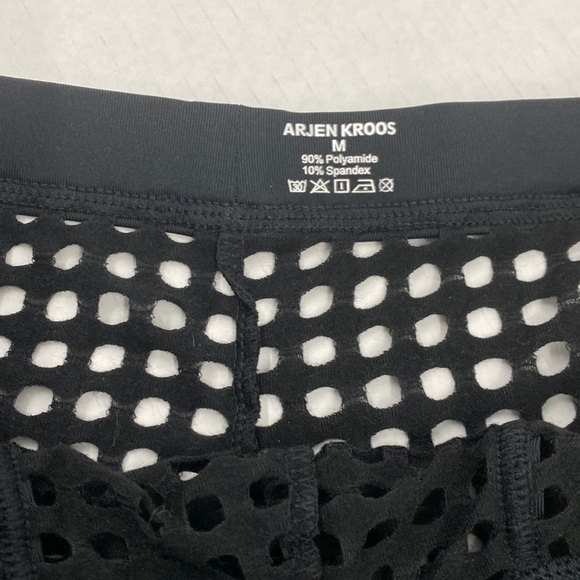 ARJEN KROOS
M
90% Polyamide
10% Spandex